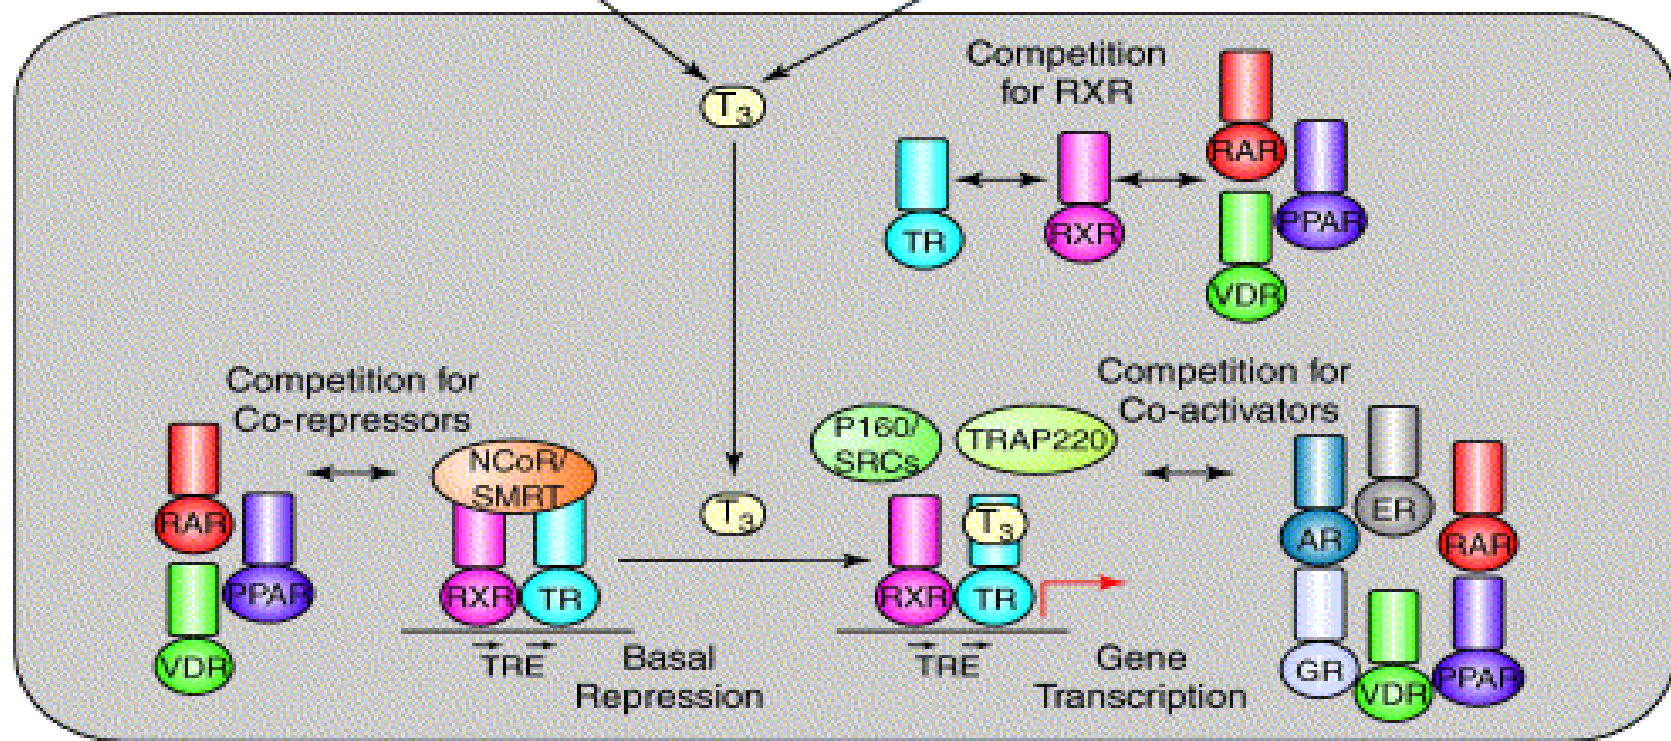 T3
Competition
for RXR
RAR
PPAR
TR
RXR
VDR
Competition for
Co-repressors
NCoR/
SMRT
RAR
PPAR
VDR
RXR
TR
TRE
Basal
Repression
T3
P160/
SRCs
TRAP220
T3
RXR
TR
TRE
Gene
Transcription
Competition for
Co-activators
ER
AR
RAR
GR
VDR
PPAR